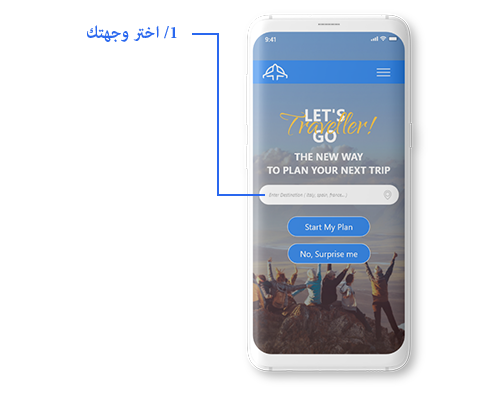 1/ اختر وجهتك
9:41
LET'S
Traveller!
GO
THE NEW WAY
TO PLAN YOUR NEXT TRIP
Enter Destination ( Italy, spain, France,..)
Start My Plan
No, Surprise me